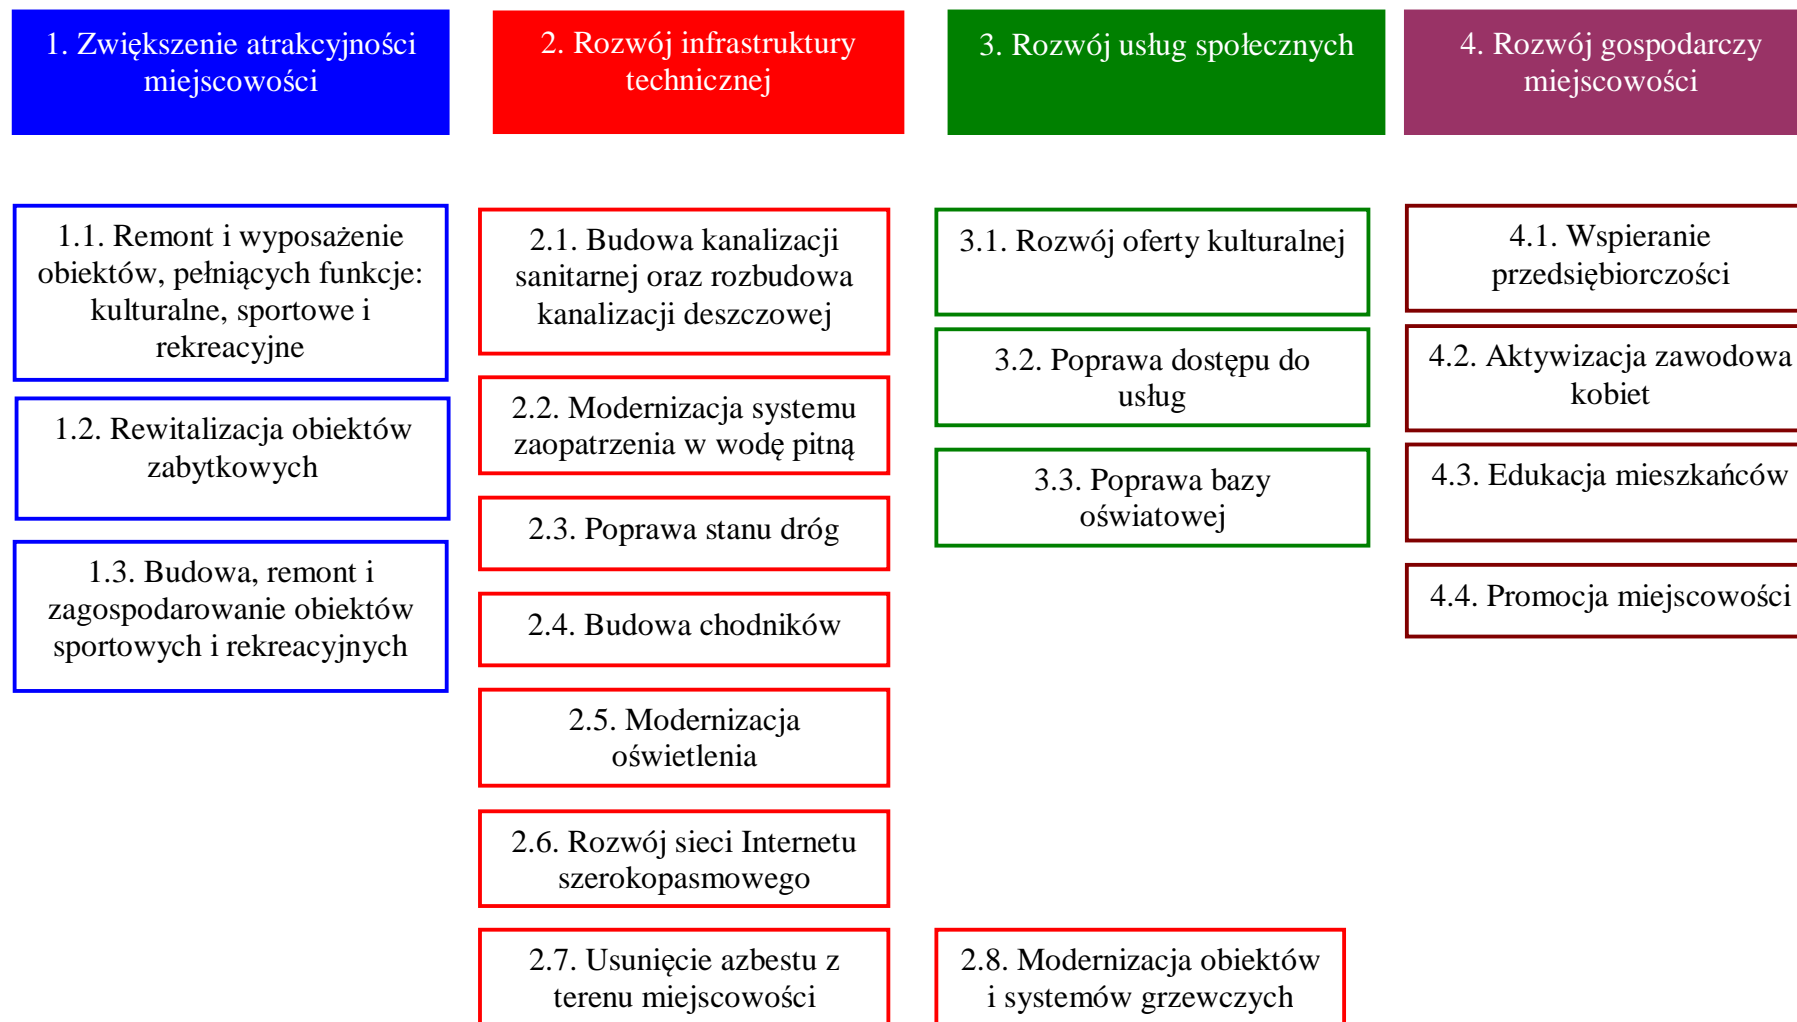 1. Zwiększenie atrakcyjności
miejscowości
2. Rozwój infrastruktury
technicznej
3. Rozwój usług społecznych
4. Rozwój gospodarczy
miejscowości
1.1. Remont i wyposażenie
obiektów, pełniących funkcje:
kulturalne, sportowe i
rekreacyjne
1.2. Rewitalizacja obiektów
zabytkowych
1.3. Budowa, remont i
zagospodarowanie obiektów
sportowych i rekreacyjnych
2.1. Budowa kanalizacji
sanitarnej oraz rozbudowa
kanalizacji deszczowej
2.2. Modernizacja systemu
zaopatrzenia w wodę pitną
2.3. Poprawa stanu dróg
2.4. Budowa chodników
2.5. Modernizacja
oświetlenia
2.6. Rozwój sieci Internetu
szerokopasmowego
2.7. Usunięcie azbestu z
terenu miejscowości
2.8. Modernizacja obiektów
i systemów grzewczych
3.1. Rozwój oferty kulturalnej
3.2. Poprawa dostępu do
usług
3.3. Poprawa bazy
oświatowej
4.1. Wspieranie
przedsiębiorczości
4.2. Aktywizacja zawodowa
kobiet
4.3. Edukacja mieszkańców
4.4. Promocja miejscowości